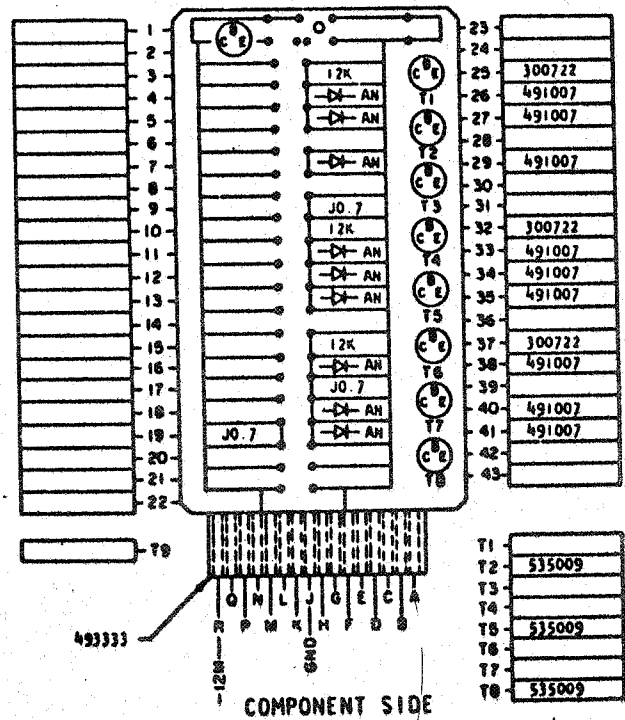 1
2
3
4
5
6
7
8
9
10
11
12
13
14
15
16
17
18
19
20
21
22
T9
493333
C B E
O
12K
AN
AN
AN
J0.7
12K
AN
AN
AN
12K
AN
J0.7
AN
J0.7
AN
C B E
T1
C B E
T2
C B E
T3
C B E
T4
C B E
T5
C B E
T6
C B E
T7
C B E
T8
23
24
25 300722
26 491007
27 491007
28
29 491007
30
31
32 300722
33 491007
34 491007
35 491007
36
37 300722
38 491007
39
40 491007
41 491007
42
43
Q N L J G E C A
R P M K H F D B
-12M
GND
T1
T2 535009
T3
T4
T5 535009
T6
T7
T8 535009
COMPONENT SIDE